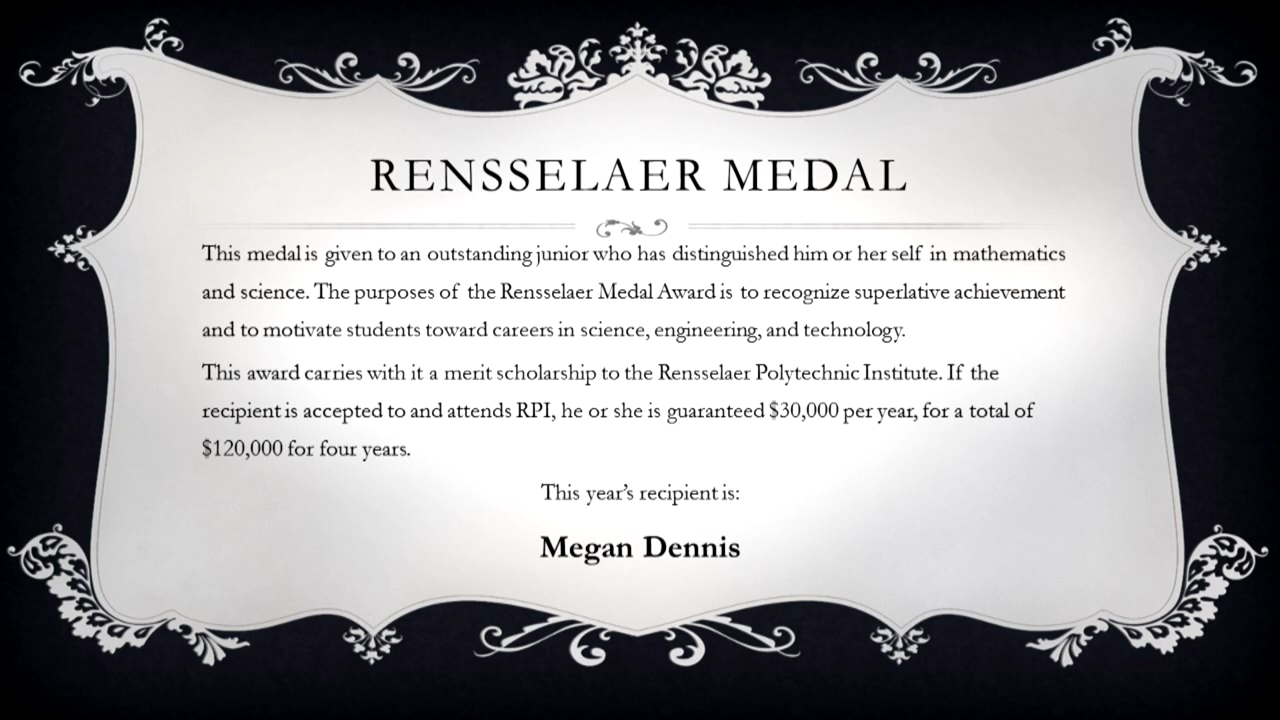 RENSSELAER MEDAL
This medal is given to an outstanding junior who has distinguished him or her self in mathematics
and science. The purposes of the Rensselaer Medal Award is to recognize superlative achievement
and to motivate students toward careers in science, engineering, and technology.
This award carries with it a merit scholarship to the Rensselaer Polytechnic Institute. If the
recipient is accepted to and attends RPI, he or she is guaranteed $30,000 per year, for a total of
$120,000 for four years.
This year’s recipient is:
Megan Dennis